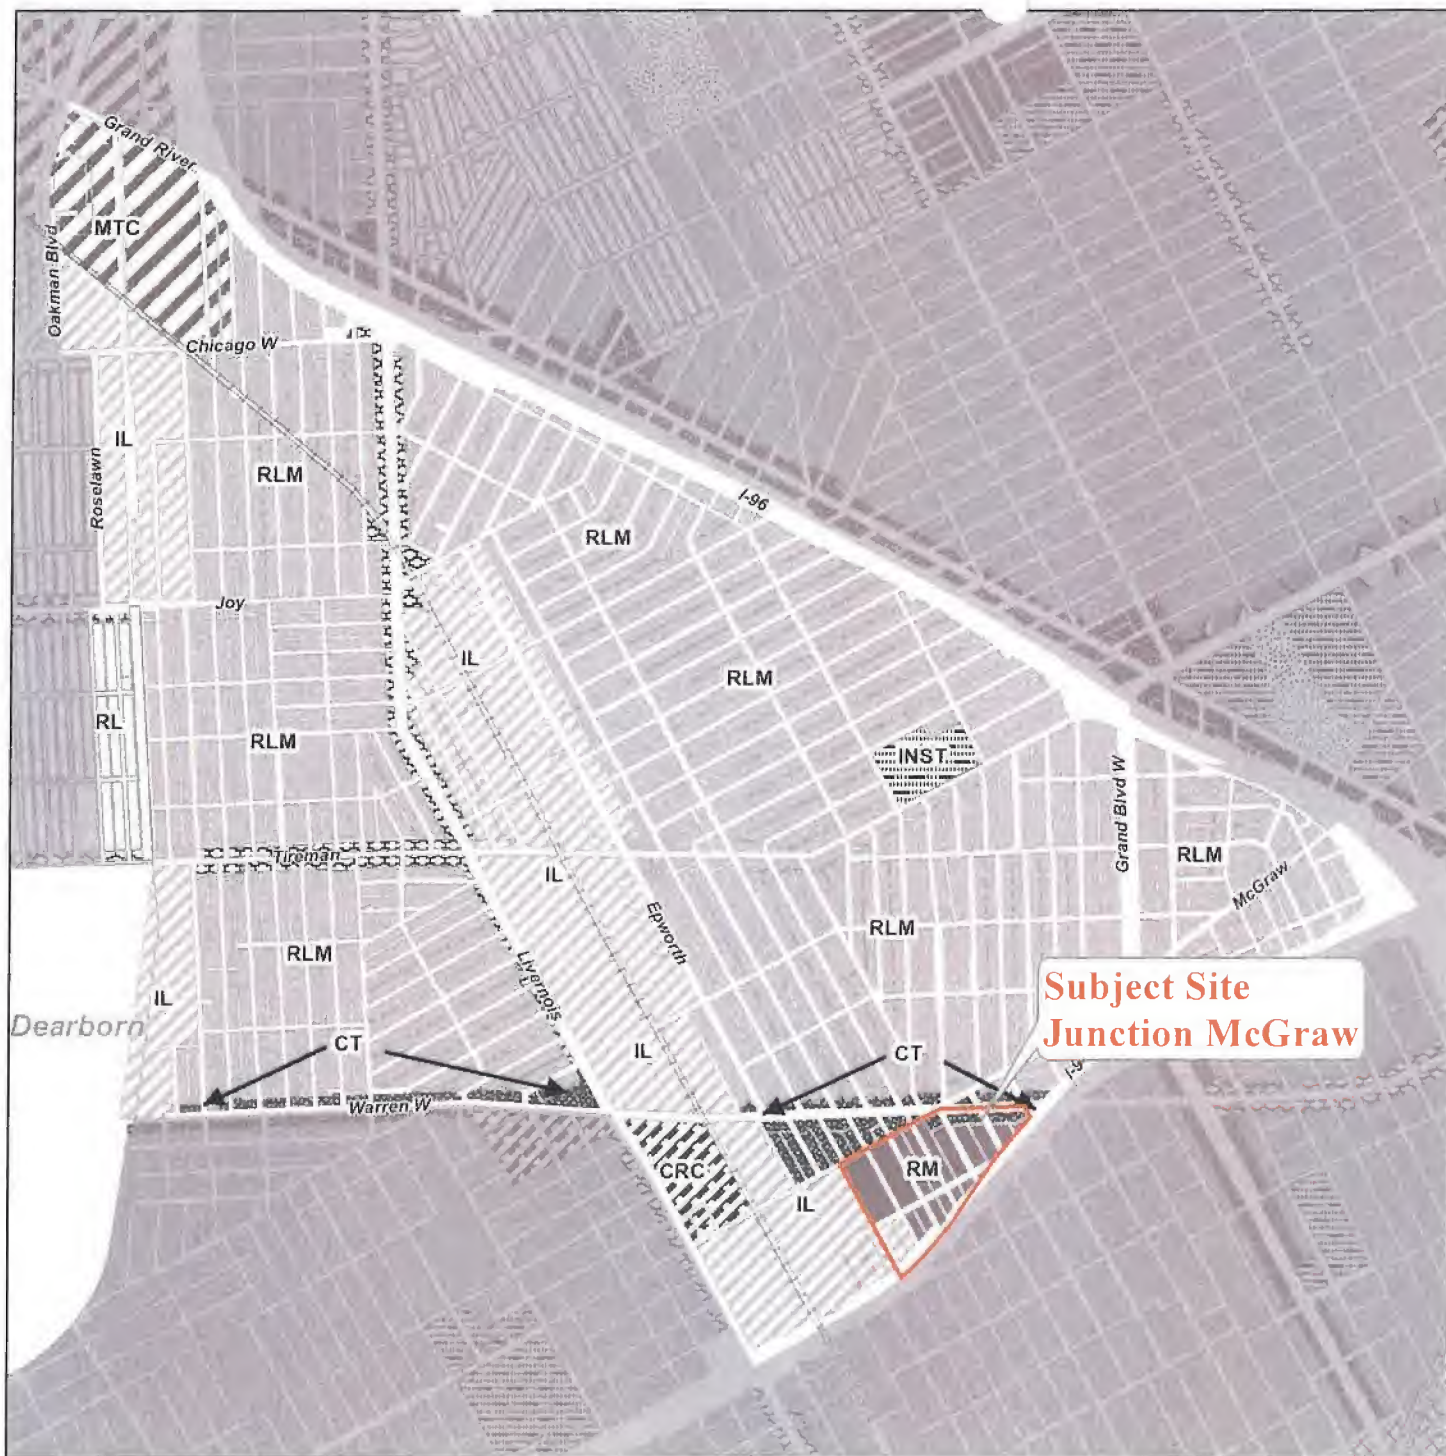 Grand River
MTC
Oakman Blvd
Chicago W
IL
Roselawn
RLM
I-96
RLM
Joy
IL
RLM
RL
RLM
INST
Grand Blvd W
Tireman
RLM
IL
McGraw
Epworth
RLM
RLM
Livernois
IL
Subject Site
Junction McGraw
Dearborn
CT
IL
CT
Warren W
CRC
RM
IL